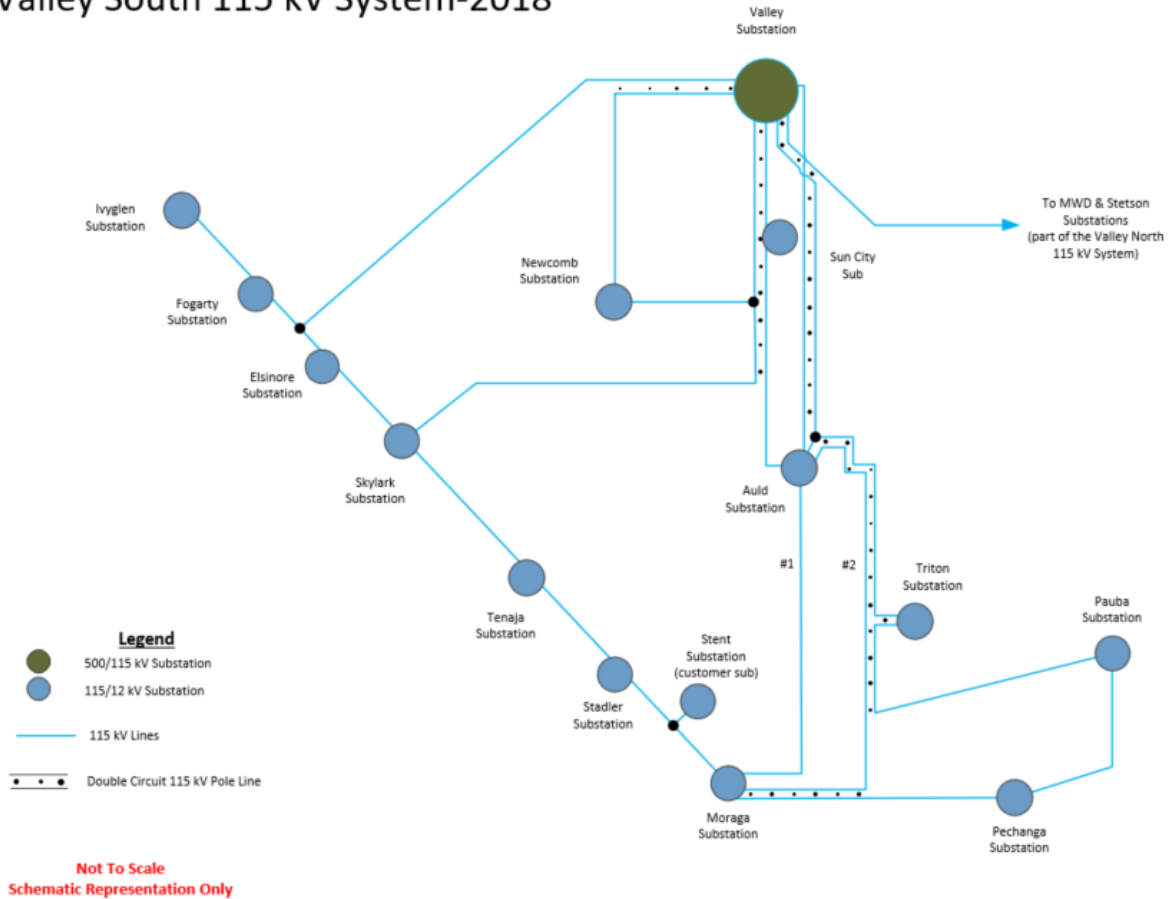 Valley South 115 kV System-2018
Valley
Substation
Ivyglen
Substation
To MWD & Stetson
Substations
(part of the Valley North
115 kV System)
Newcomb
Substation
Sun City
Sub
Fogarty
Substation
Elsinore
Substation
Skylark
Substation
Auld
Substation
#1
#2
Triton
Substation
Pauba
Substation
Tenaja
Substation
Stent
Substation
(customer sub)
Legend
500/115 kV Substation
115/12 kV Substation
115 kV Lines
Double Circuit 115 kV Pole Line
Stadler
Substation
Moraga
Substation
Pechanga
Substation
Not To Scale
Schematic Representation Only